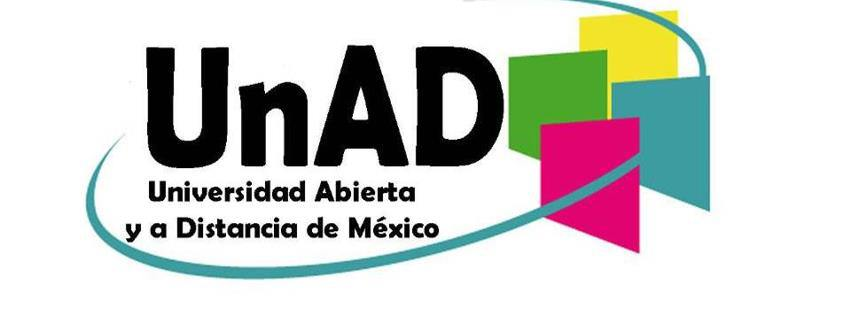 UnAD
Universidad Abierta
y a Distancia de México